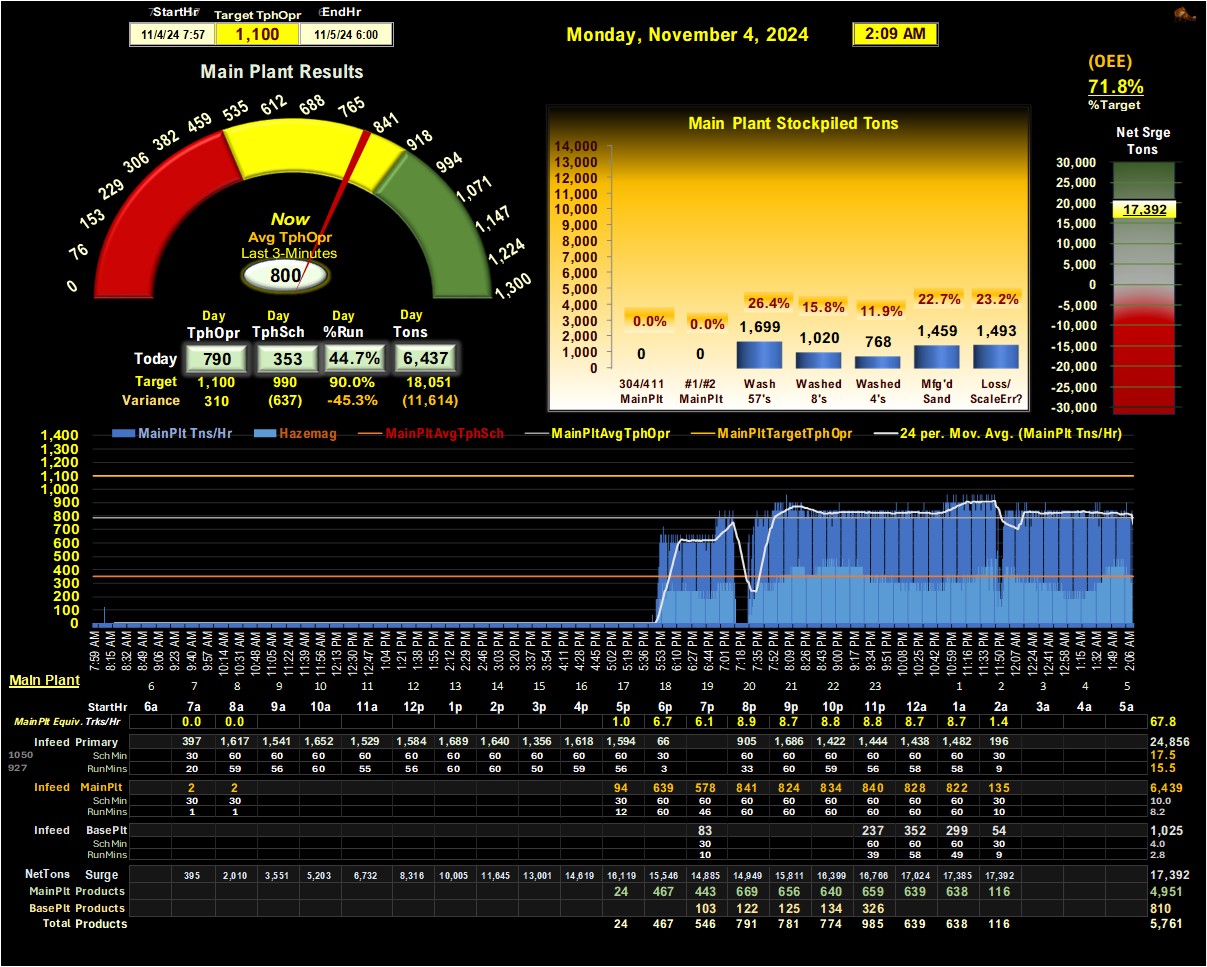 StartHr Target TphOpr EndHr
11/4/24 7:57 1,100 11/5/24 6:00
Monday, November 4, 2024 2:09 AM
(OEE)
71.8%
%Target
Main Plant Results
0 76 153 229 306 382 459 535 612 688 765 841 918 994 1,071 1,147 1,224 1,300
Now
Avg TphOpr
Last 3-Minutes
800
Day Day Day Day
TphOpr TphSch %Run Tons
Today 790 353 44.7% 6,437
Target 1,100 990 90.0% 18,051
Variance 310 (637) -45.3% (11,614)
Main Plant Stockpiled Tons
14,000
13,000
12,000
11,000
10,000
9,000
8,000
7,000
6,000
5,000
4,000
3,000
2,000
1,000
0
0.0% 0.0% 26.4% 15.8% 11.9% 22.7% 23.2%
0 0 1,699 1,020 768 1,459 1,493
304/411 #1/#2 Wash Washed Washed Mfg'd Loss/
MainPlt MainPlt 57's 8's 4's Sand ScaleErr?
Net Srge
Tons
30,000
25,000
20,000
17,392
15,000
10,000
5,000
0
-5,000
-10,000
-15,000
-20,000
-25,000
-30,000
MainPlt Tns/Hr Hazemag MainPltAvgTphSch MainPltAvgTphOpr MainPltTargetTphOpr 24 per. Mov. Avg. (MainPlt Tns/Hr)
1,400
1,300
1,200
1,100
1,000
900
800
700
600
500
400
300
200
100
0
7:59 AM 8:15 AM 8:32 AM 8:49 AM 9:06 AM 9:23 AM 9:40 AM 9:57 AM 10:14 AM 10:31 AM 10:48 AM 11:05 AM 11:22 AM 11:39 AM 11:56 AM 12:13 PM 12:30 PM 12:47 PM 1:04 PM 1:21 PM 1:38 PM 1:55 PM 2:12 PM 2:29 PM 2:46 PM 3:03 PM 3:20 PM 3:37 PM 3:54 PM 4:11 PM 4:28 PM 4:45 PM 5:02 PM 5:19 PM 5:36 PM 5:53 PM 6:10 PM 6:27 PM 6:44 PM 7:01 PM 7:18 PM 7:35 PM 7:52 PM 6:09 PM 8:26 PM 8:43 PM 9:00 PM 9:17 PM 9:34 PM 9:51 PM 10:08 PM 10:25 PM 10:42 PM 10:59 PM 11:16 PM 11:33 PM 11:50 PM 12:07 AM 12:24 AM 12:41 AM 12:58 AM 1:15 AM 1:32 AM 1:49 AM 2:06 AM
Main Plant 6 7 8 9 10 11 12 13 14 15 16 17 18 19 20 21 22 23 1 2 3 4 5
StartHr 6a 7a 8a 9a 10a 11a 12p 1p 2p 3p 4p 5p 6p 7p 8p 9p 10p 11p 12a 1a 2a 3a 4a 5a
MainPlt Equiv. Trks/Hr 0.0 0.0 1.0 6.7 6.1 8.9 8.7 8.8 8.8 8.7 8.7 1.4 67.8
Infeed Primary 397 1,617 1,541 1,652 1,529 1,584 1,689 1,640 1,356 1,618 1,594 66 905 1,686 1,422 1,444 1,438 1,482 196 24,856
1050 Sch Min 30 60 60 60 60 60 60 60 60 60 60 30 60 60 60 60 60 60 30 17.5
927 RunMins 20 59 56 60 55 56 60 60 50 59 56 3 33 60 59 56 58 58 9 15.5
Infeed MainPlt 2 2 94 639 578 841 824 834 840 828 822 135 6,439
Sch Min 30 30 30 60 60 60 60 60 60 60 60 30 10.0
RunMins 1 1 12 60 46 60 60 60 60 60 60 10 8.2
Infeed BasePlt 83 237 352 299 54 1,025
Sch Min 30 60 60 60 30 4.0
RunMins 10 39 58 49 9 2.8
NetTons Surge 395 2,010 3,551 5,203 6,732 8,316 10,005 11,645 13,001 14,619 16,119 15,546 14,885 14,949 15,811 16,399 16,766 17,024 17,385 17,392 17,392
MainPlt Products 24 467 443 669 656 640 659 639 638 116 4,951
BasePlt Products 103 122 125 134 326 810
Total Products 24 467 546 791 781 774 985 639 638 116 5,761